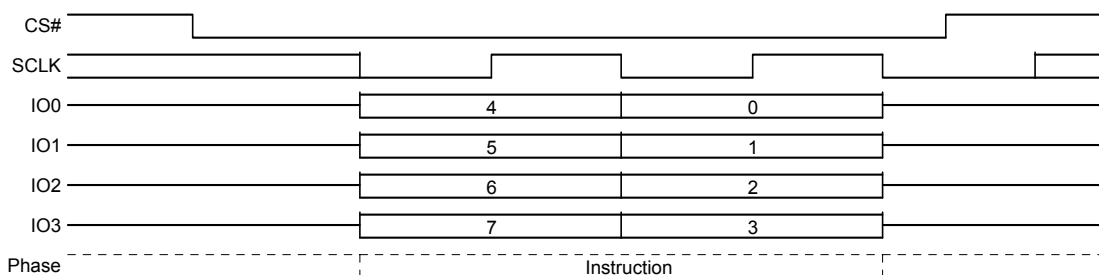 CS#
SCLK
IO0 4 0
IO1 5 1
IO2 6 2
IO3 7 3
Phase Instruction